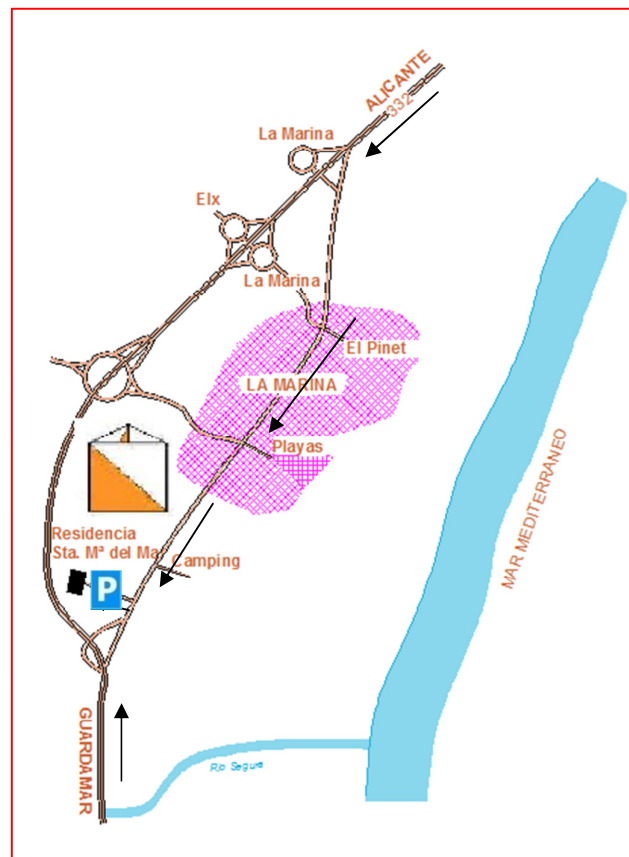 ALICANTE
332
La Marina
Elx
La Marina
El Pinet
LA MARINA
Playas
MAR MEDITERRANEO
Residencia
Sta. Mª del Mar
Camping
P
GUARDAMAR
Río Segura